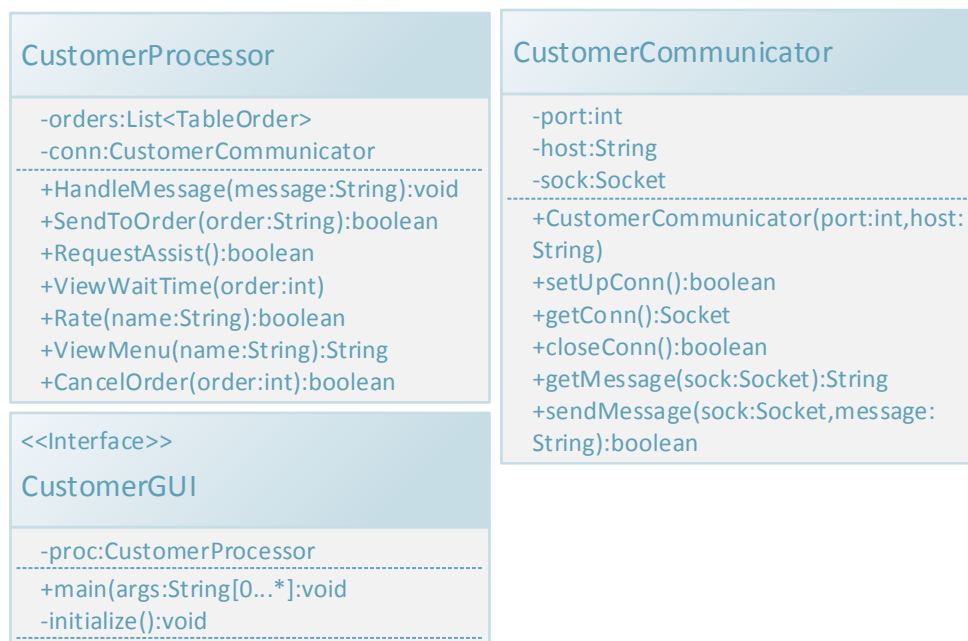 CustomerProcessor
-orders:List<TableOrder>
-conn:CustomerCommunicator
+HandleMessage(message:String):void
+SendToOrder(order:String):boolean
+RequestAssist():boolean
+ViewWaitTime(order:int)
+Rate(name:String):boolean
+ViewMenu(name:String):String
+CancelOrder(order:int):boolean
CustomerCommunicator
-port:int
-host:String
-sock:Socket
+CustomerCommunicator(port:int,host:
String)
+setUpConn():boolean
+getConn():Socket
+closeConn():boolean
+getMessage(sock:Socket):String
+sendMessage(sock:Socket,message:
String):boolean
<<Interface>>
CustomerGUI
-proc:CustomerProcessor
+main(args:String[0...*]:void
-initialize():void